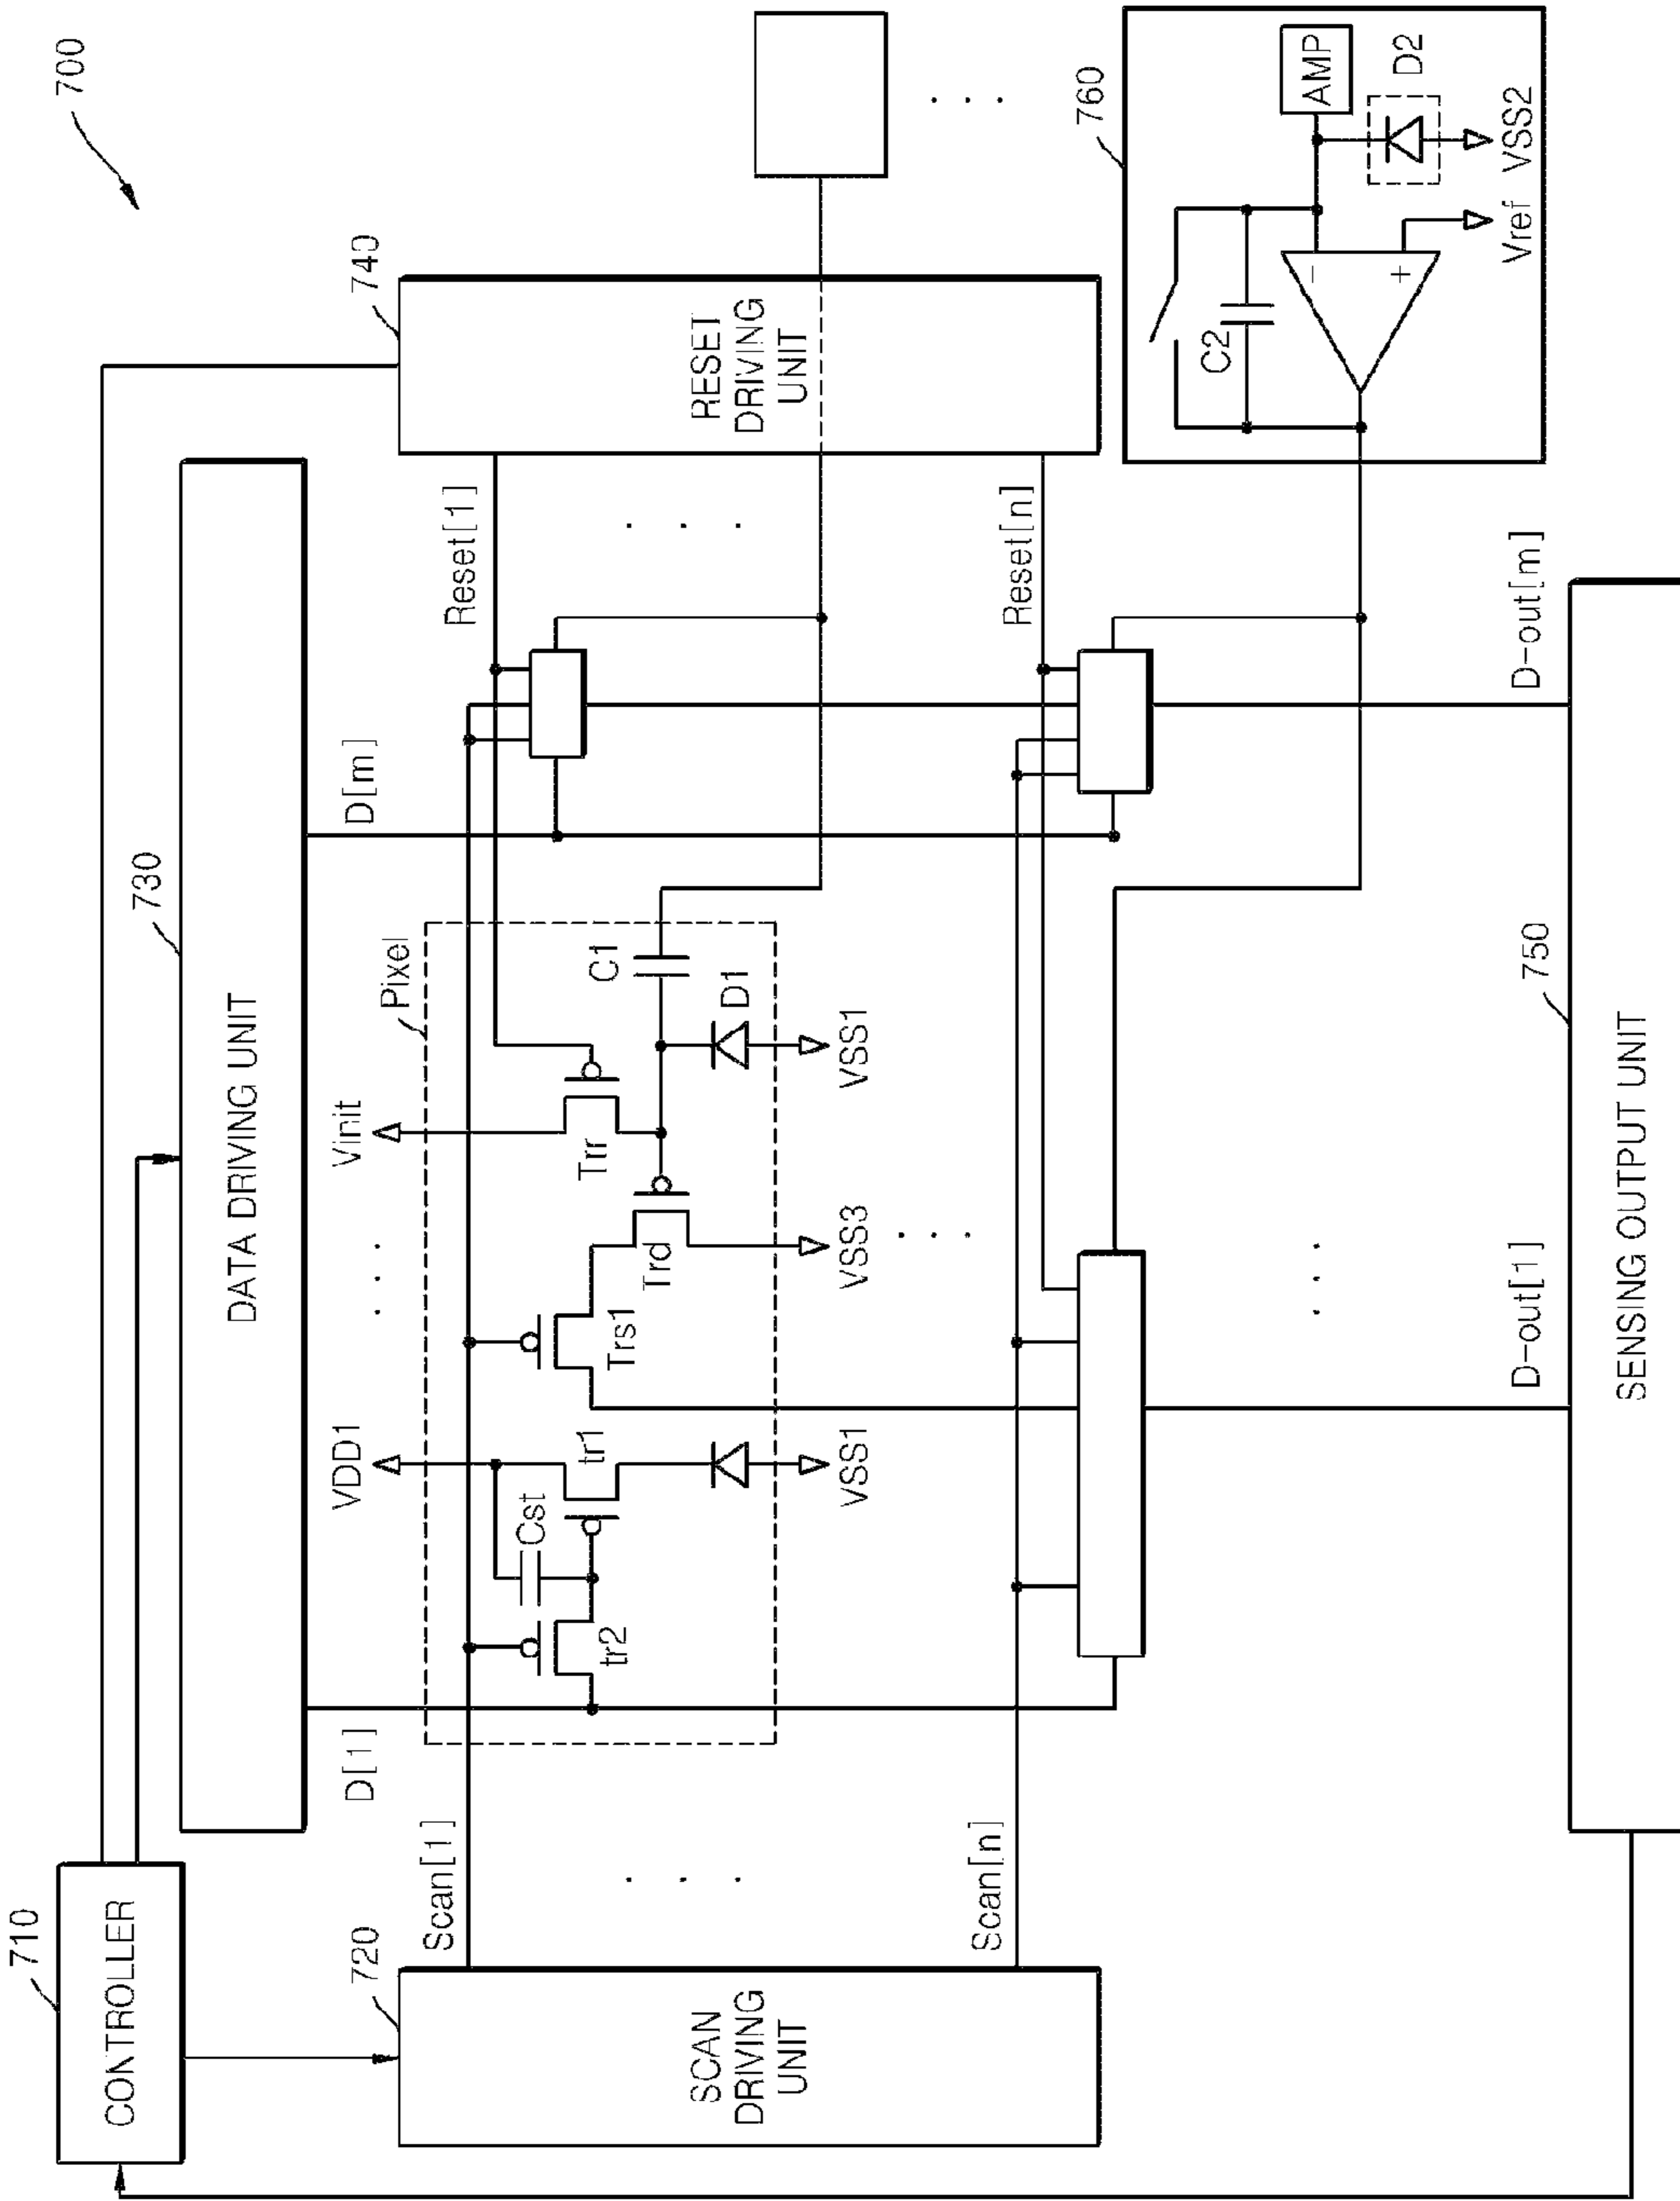 700
710
CONTROLLER
730
DATA DRIVING UNIT
740
RESET
DRIVING
UNIT
720
SCAN
DRIVING
UNIT
D[1]
VDD1
. . .
Vinit
D[m]
Scan[1]
Reset[1]
Pixel
tr2
Cst
tr1
Trs1
Trd
Trr
C1
D1
VSS1
VSS3
VSS1
. . .
. . .
. . .
. . .
Scan[n]
Reset[n]
760
C2
AMP
D2
-
+
Vref
VSS2
. . .
D-out[1]
D-out[m]
750
SENSING OUTPUT UNIT